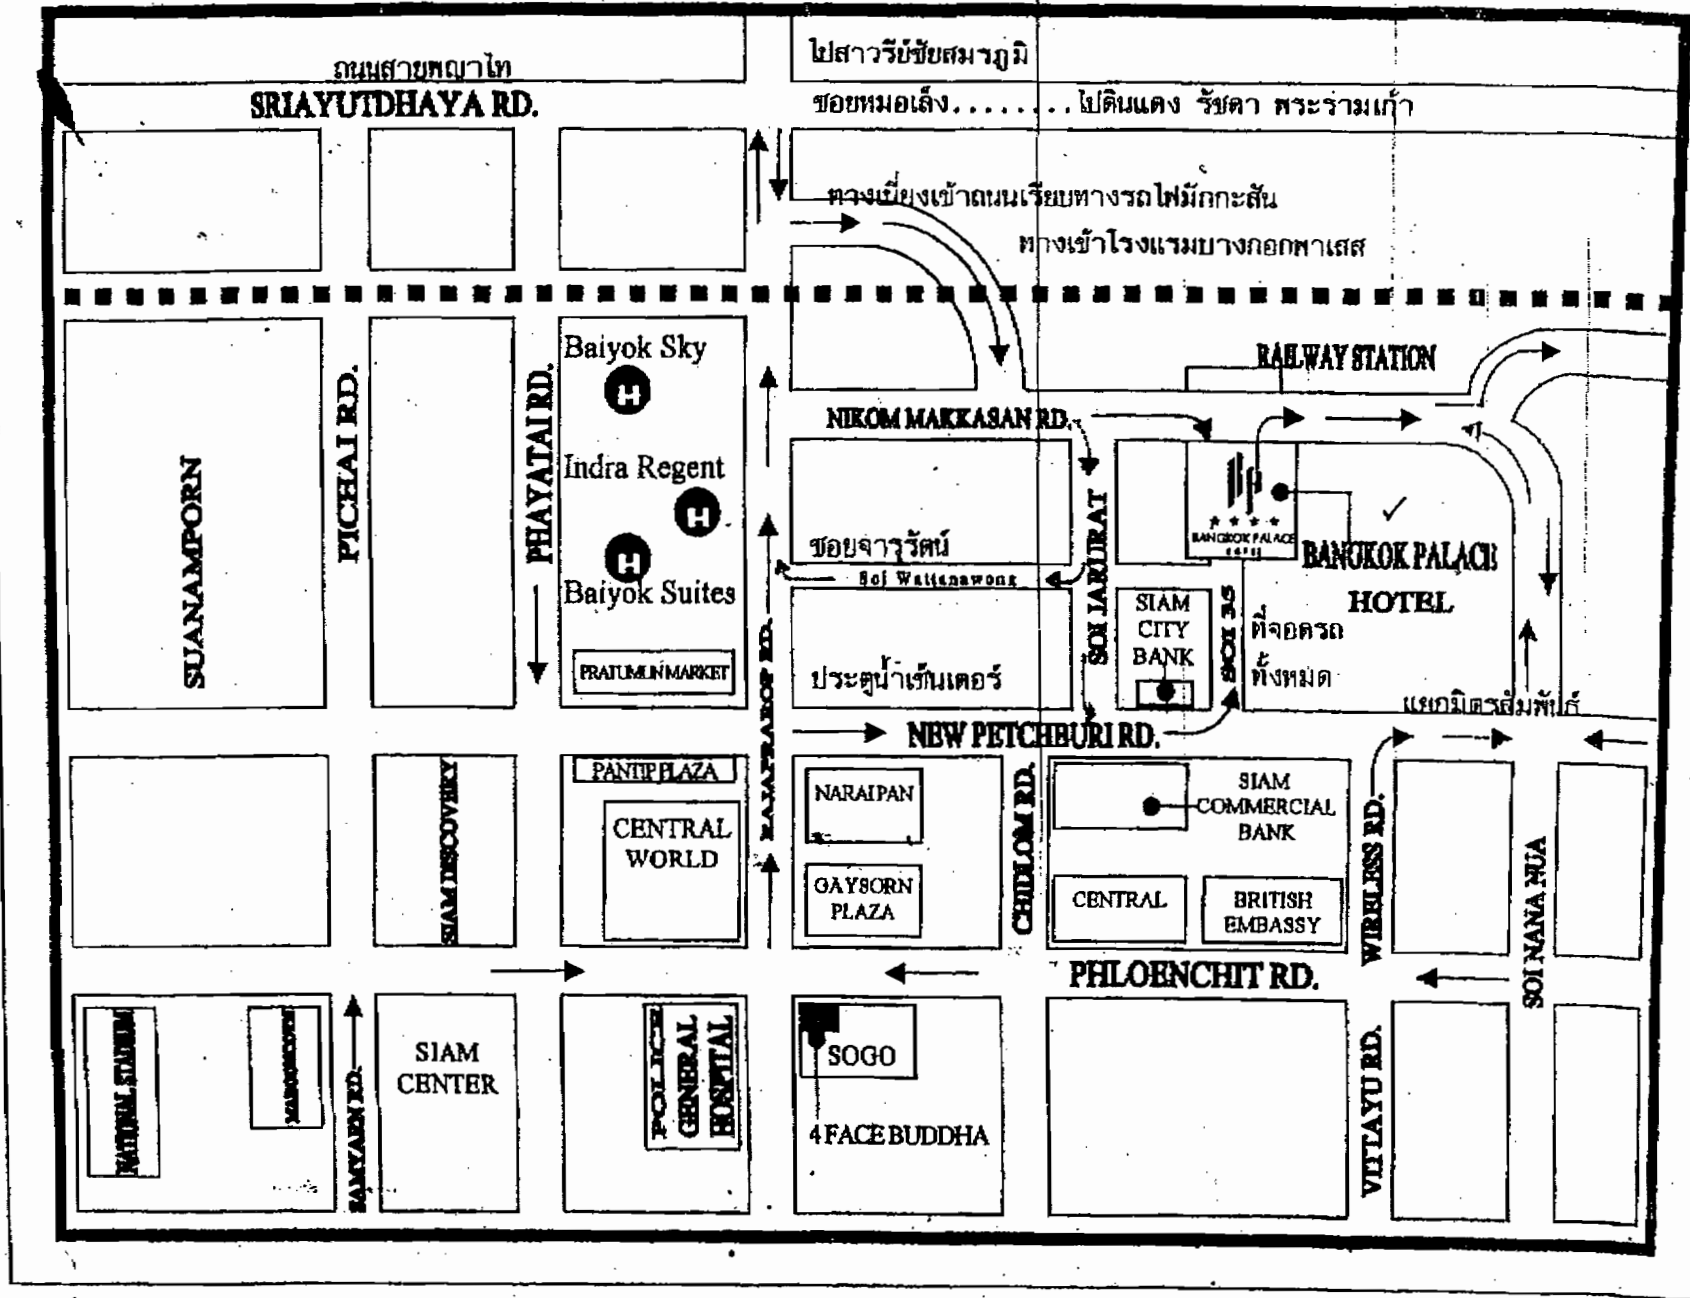 ถนนสายพญาไท
SRIAYUTDHAYA RD.
ไปสาวรีย์ชัยสมรภูมิ
ซอยหมอเล็ง........ไปดินแดง รัชดา พระรามเก้า
ทางเบี่ยงเข้าถนนเรียบทางรถไฟมักกะสัน
ทางเข้าโรงแรมบางกอกพาเลส
RAILWAY STATION
NIKOM MAKKASAN RD.
SUANAMPORN
PICHAI RD.
PHAYATAI RD.
Baiyok Sky
H
Indra Regent
H
H
Baiyok Suites
PRATUMUN MARKET
RAJAPRAROP RD.
ซอยจารุรัตน์
Soi Wattanawong
ประตูน้ำเซ็นเตอร์
SOI JARURAT
SIAM
CITY
BANK
SOI 35
BANGKOK PALACE
BANGKOK PALACE
HOTEL
ที่จอดรถ
ทั้งหมด
แยกมิตรสัมพันธ์
NEW PETCHBURI RD.
SIAM DISCOVERY
PANTIP PLAZA
CENTRAL
WORLD
NARAIPAN
GAYSORN
PLAZA
CHIDLOM RD.
SIAM
COMMERCIAL
BANK
CENTRAL
BRITISH
EMBASSY
WIRELESS RD.
SOI NANA NUA
PHLOENCHIT RD.
NATIONAL STADIUM
SAMYARN RD.
SIAM
CENTER
POLICE
GENERAL
HOSPITAL
SOGO
4 FACE BUDDHA
VITTAYU RD.